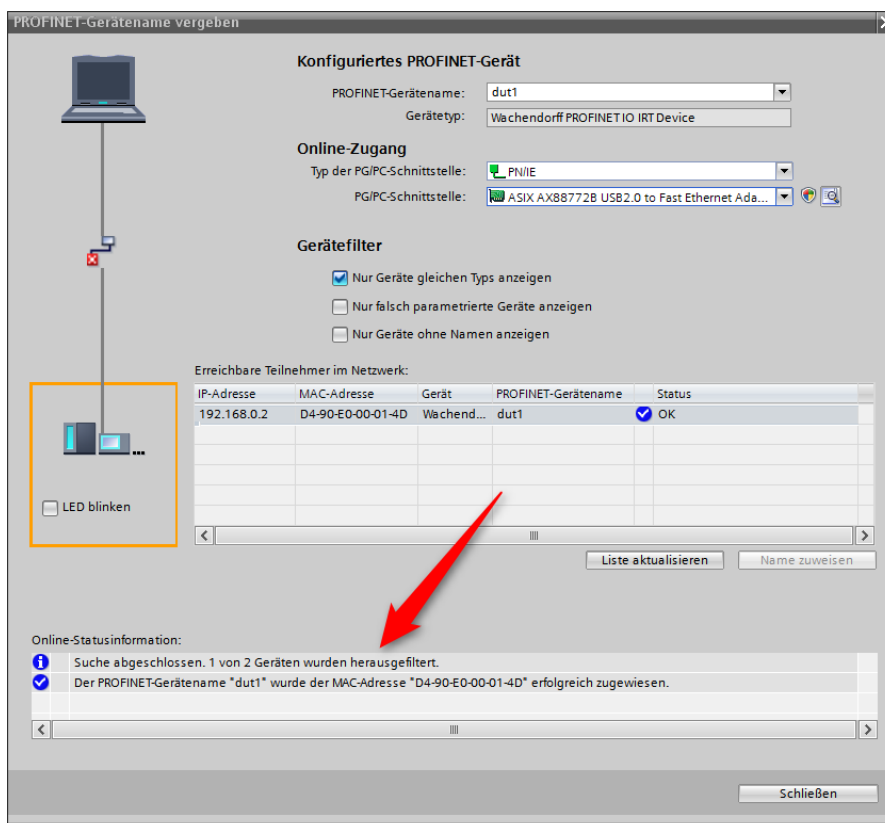 PROFINET-Gerätename vergeben
Konfiguriertes PROFINET-Gerät
PROFINET-Gerätename: dut1
Gerätetyp: Wachendorff PROFINET IO IRT Device
Online-Zugang
Typ der PG/PC-Schnittstelle: PN/IE
PG/PC-Schnittstelle: ASIX AX88772B USB2.0 to Fast Ethernet Ada...
Gerätefilter
Nur Geräte gleichen Typs anzeigen
Nur falsch parametrierte Geräte anzeigen
Nur Geräte ohne Namen anzeigen
Erreichbare Teilnehmer im Netzwerk:
IP-Adresse MAC-Adresse Gerät PROFINET-Gerätename Status
192.168.0.2 D4-90-E0-00-01-4D Wachend... dut1 OK
LED blinken
Liste aktualisieren Name zuweisen
Online-Statusinformation:
Suche abgeschlossen. 1 von 2 Geräten wurden herausgefiltert.
Der PROFINET-Gerätename "dut1" wurde der MAC-Adresse "D4-90-E0-00-01-4D" erfolgreich zugewiesen.
Schließen